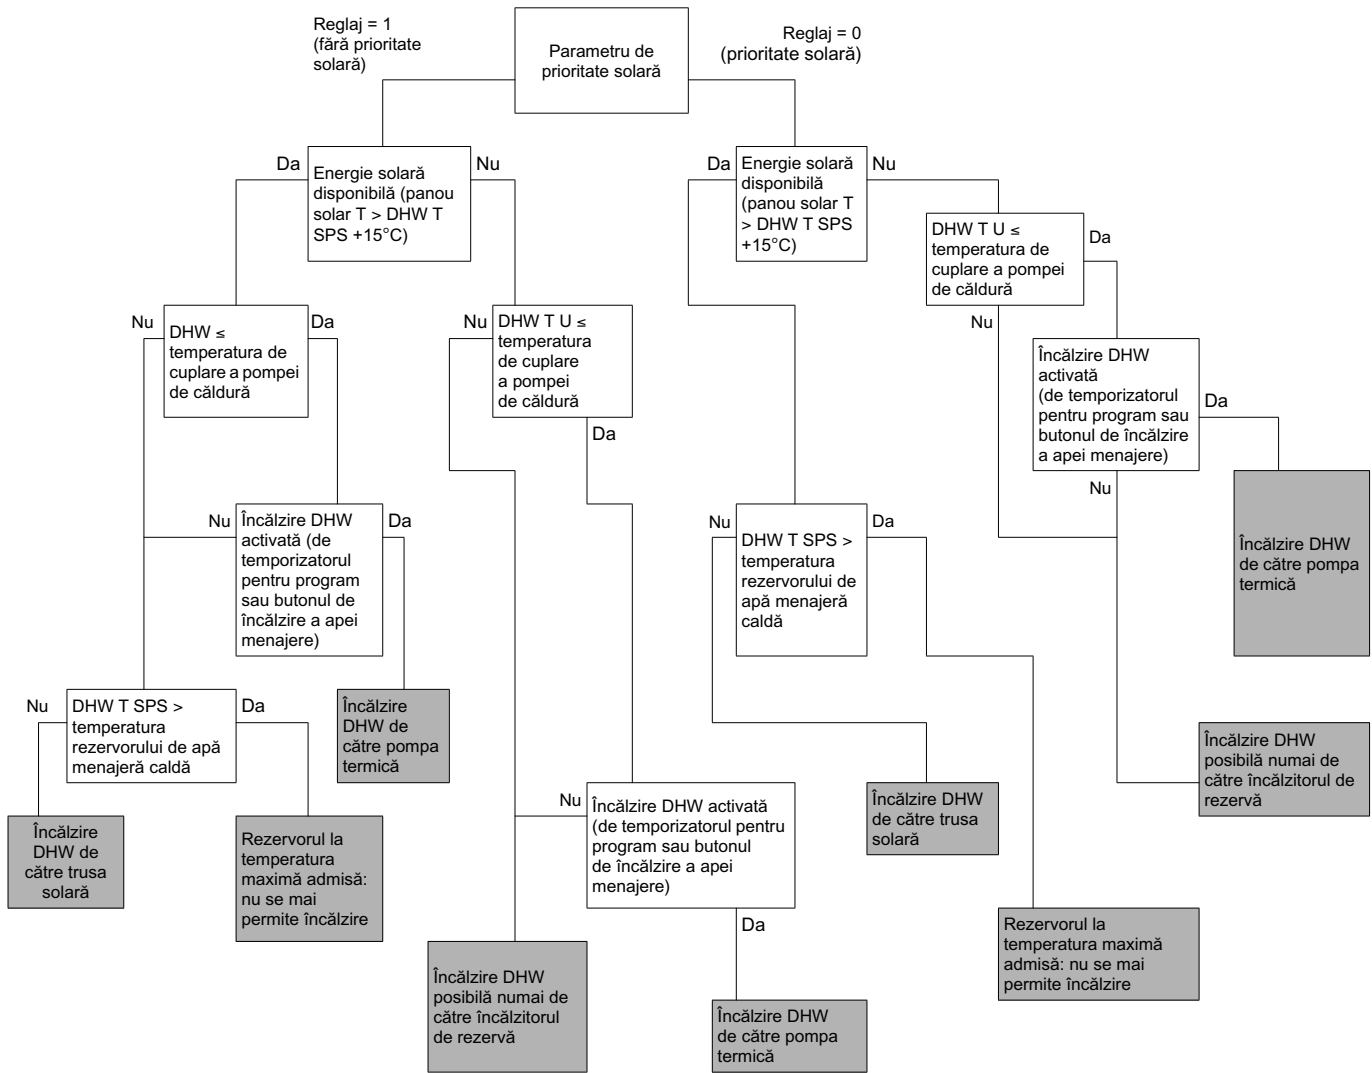 Reglaj = 1
(fără prioritate
solară)
Parametru de
prioritate solară
Reglaj = 0
(prioritate solară)
Da
Energie solară
disponibilă (panou
solar T > DHW T
SPS +15°C)
Nu
Da
Energie solară
disponibilă
(panou solar T
> DHW T SPS
+15°C)
Nu
DHW T U ≤
temperatura de
cuplare a pompei
de căldură
Da
Nu
Nu
DHW ≤
temperatura de
cuplare a pompei
de căldură
Da
Nu
DHW T U ≤
temperatura
de cuplare
a pompei
de căldură
Da
Încălzire DHW
activată
(de temporizatorul
pentru program sau
butonul de încălzire
a apei menajere)
Da
Nu
Nu
Încălzire DHW
activată (de
temporizatorul
pentru program
sau butonul de
încălzire a apei
menajere)
Da
Nu
DHW T SPS >
temperatura
rezervorului de
apă menajeră
caldă
Da
Încălzire DHW
de către pompa
termică
Nu
DHW T SPS >
temperatura
rezervorului de apă
menajeră caldă
Da
Încălzire
DHW de
către pompa
termică
Încălzire DHW
posibilă numai de
către încălzitorul de
rezervă
Nu
Încălzire DHW activată
(de temporizatorul pentru
program sau butonul
de încălzire a apei
menajere)
Da
Încălzire DHW
de către trusa
solară
Încălzire
DHW de
către trusa
solară
Rezervorul la
temperatura
maximă admisă:
nu se mai
permite încălzire
Rezervorul la
temperatura maximă
admisă: nu se mai
permite încălzire
Încălzire DHW
posibilă numai de
către încălzitorul
de rezervă
Încălzire DHW
de către pompa
termică